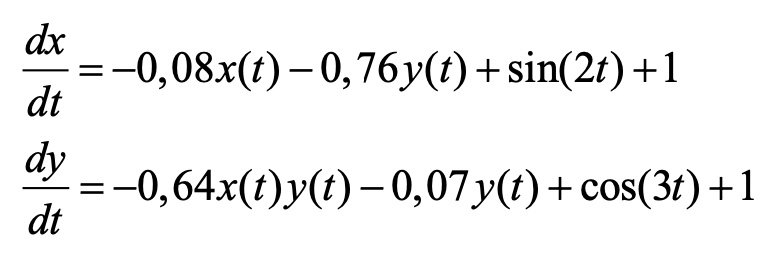 dx/dt = −0,08x(t) − 0,76y(t) + sin(2t) + 1
dy/dt = −0,64x(t)y(t) − 0,07y(t) + cos(3t) + 1